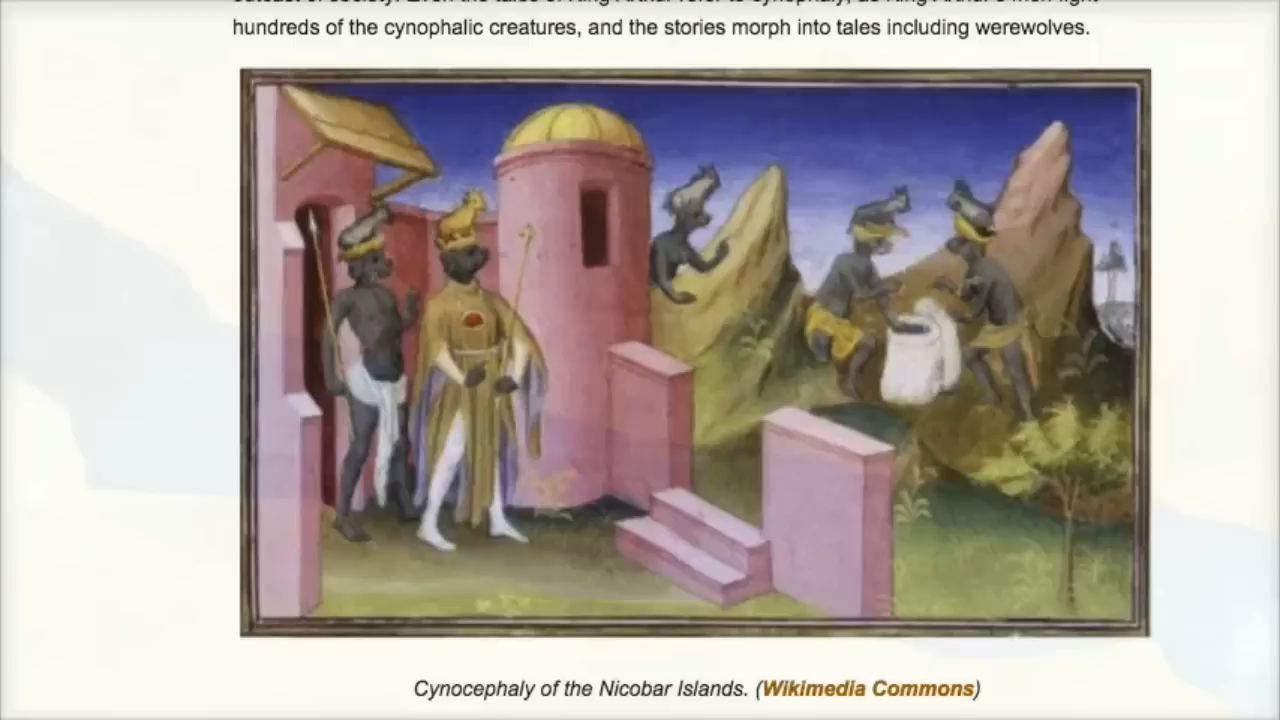 hundreds of the cynophalic creatures, and the stories morph into tales including werewolves.
Cynocephaly of the Nicobar Islands. (Wikimedia Commons)